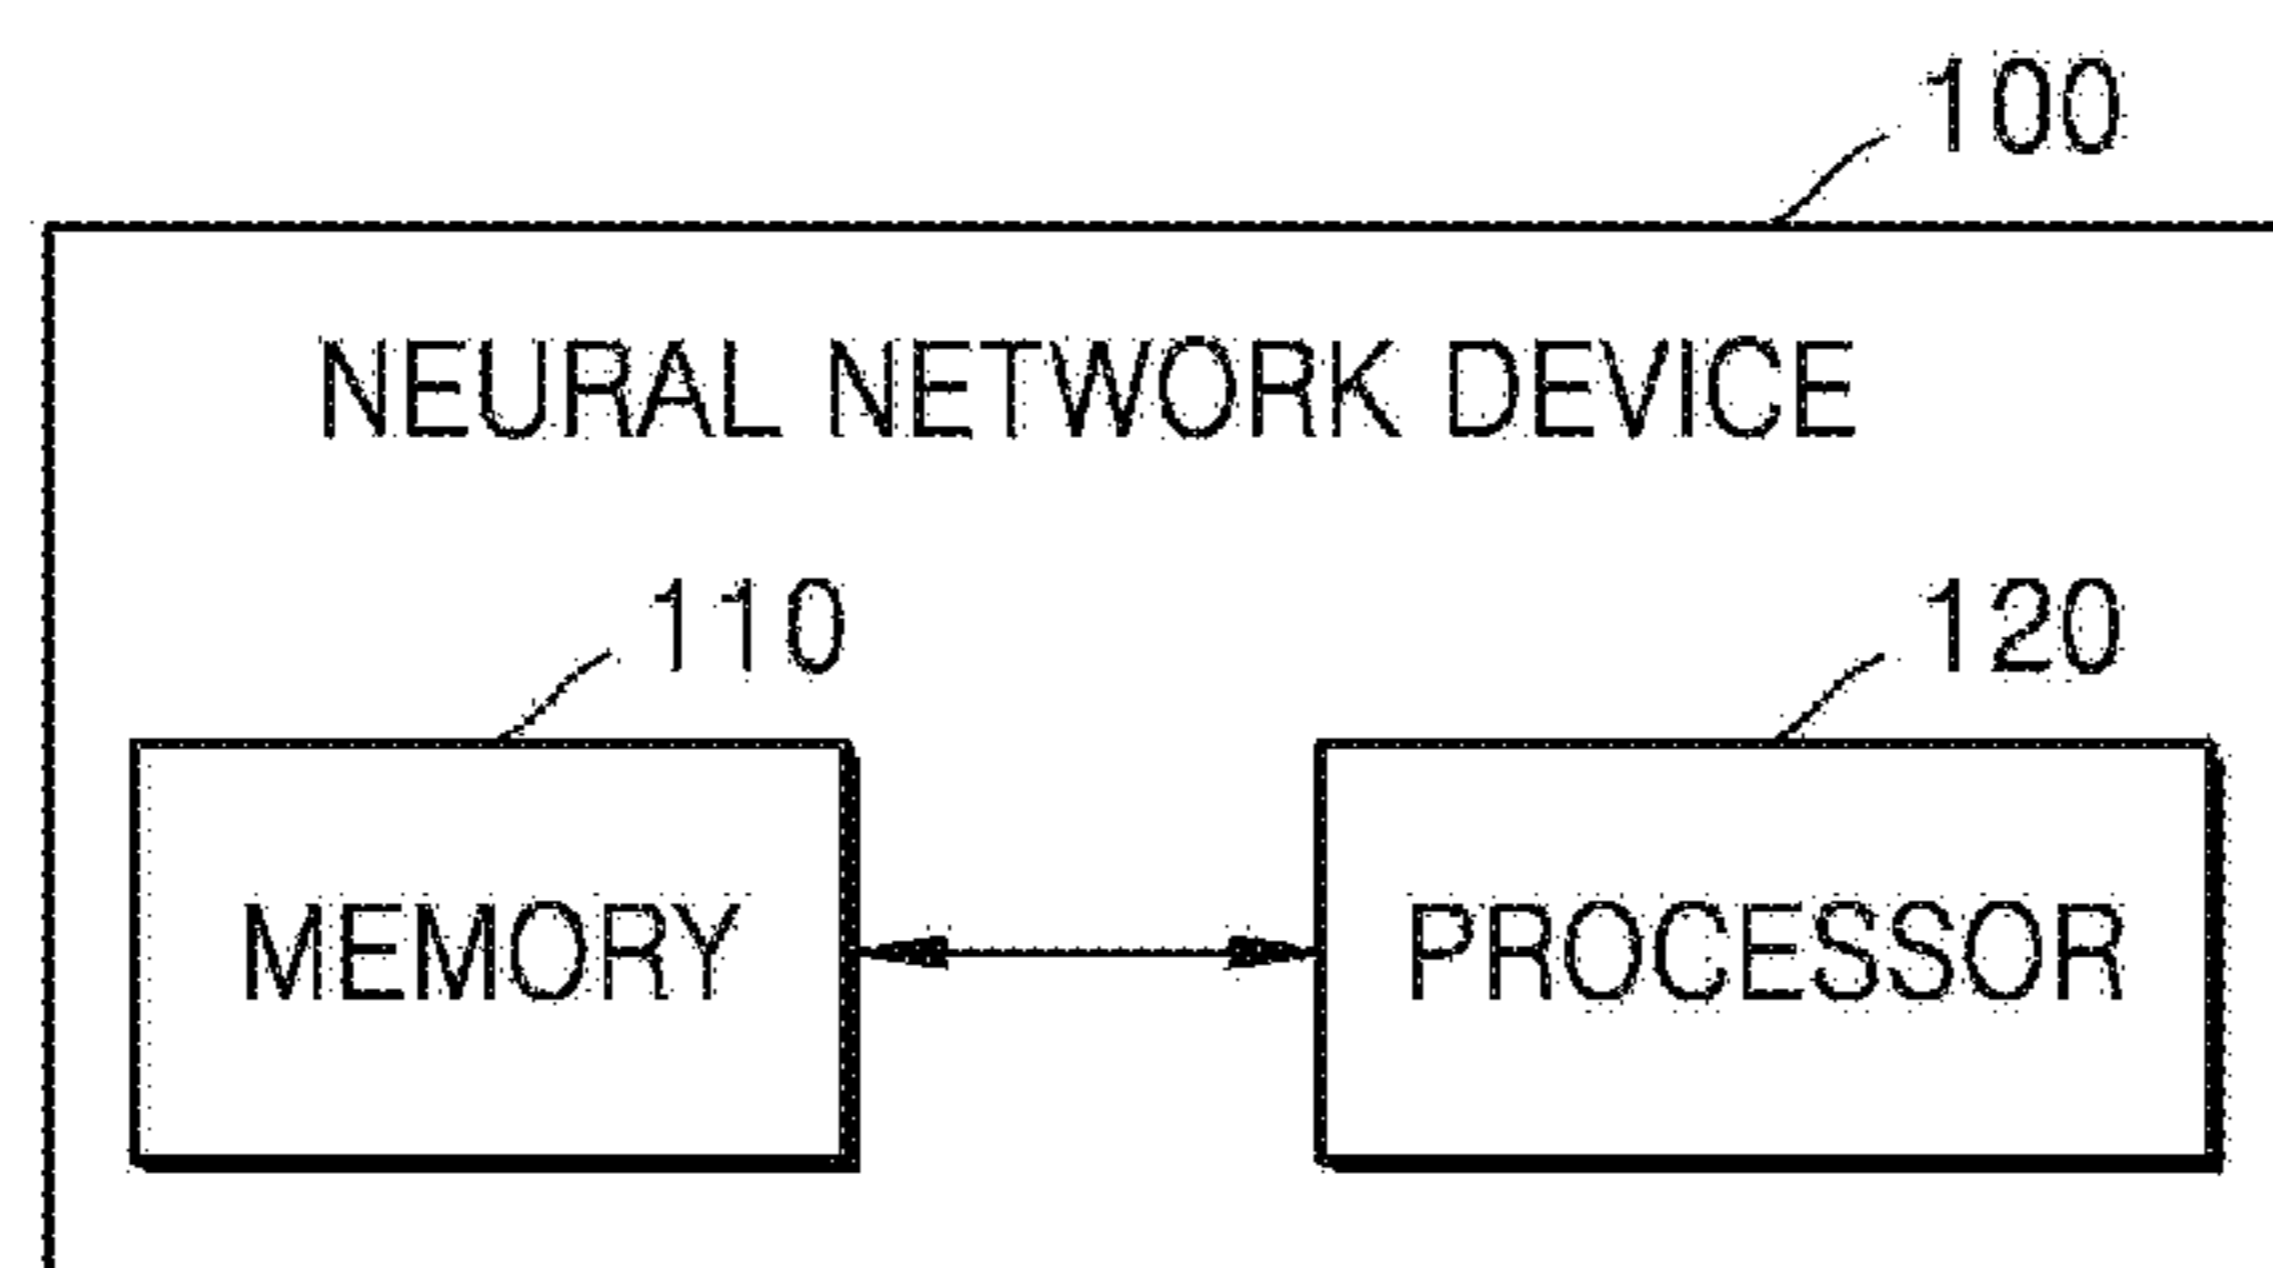 100
NEURAL NETWORK DEVICE
110
120
MEMORY
PROCESSOR